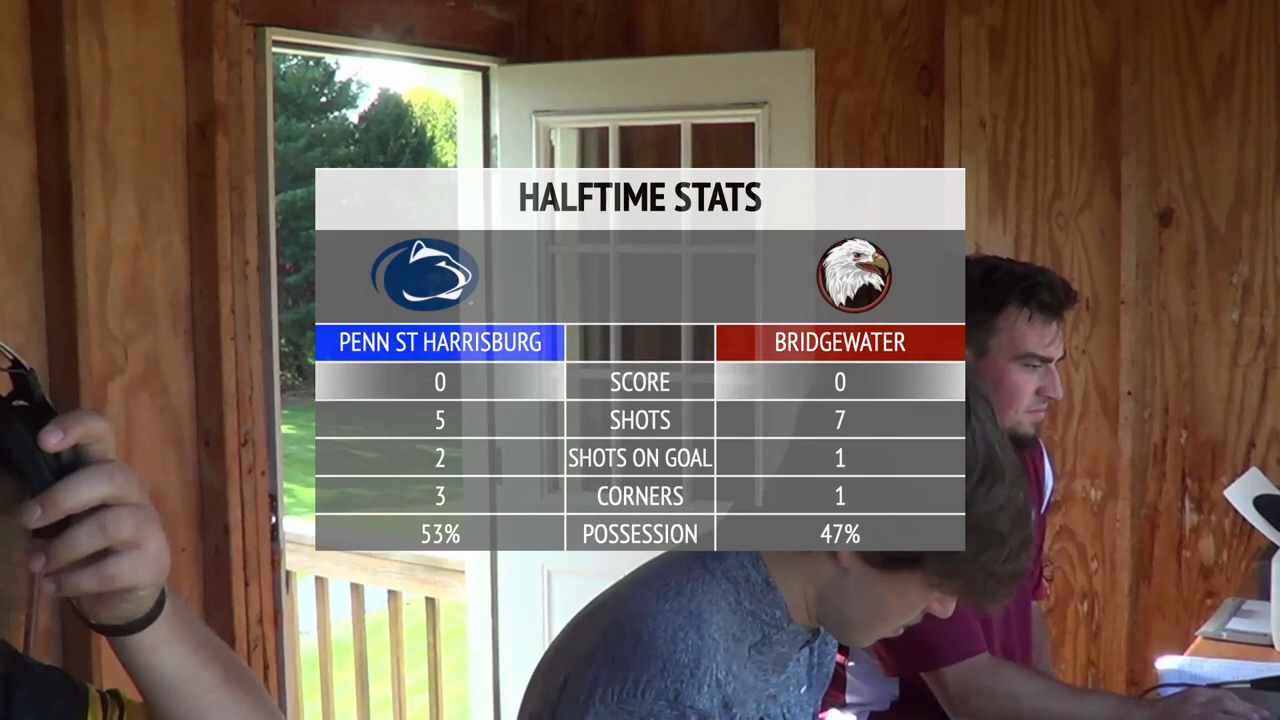 HALFTIME STATS
PENN ST HARRISBURG BRIDGEWATER
0 SCORE 0
5 SHOTS 7
2 SHOTS ON GOAL 1
3 CORNERS 1
53% POSSESSION 47%